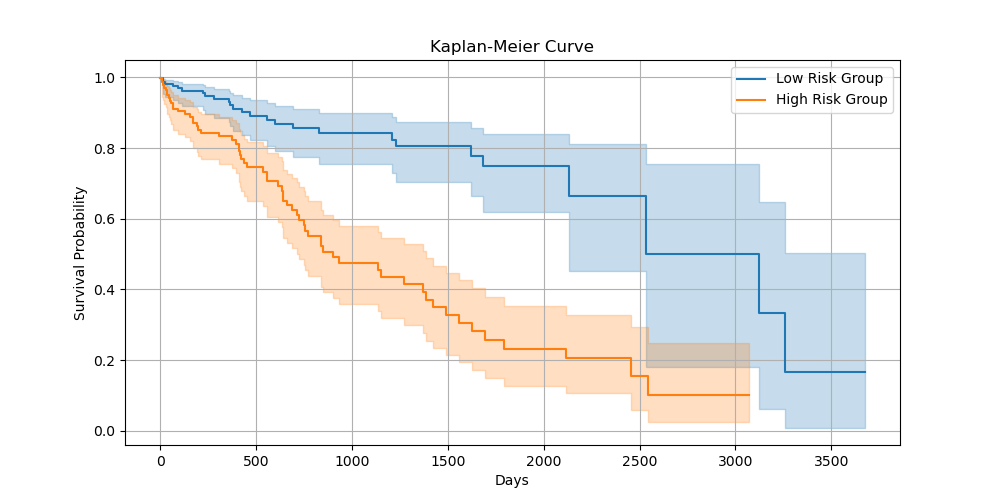 Kaplan-Meier Curve
Low Risk Group
High Risk Group
1.0
0.8
0.6
0.4
0.2
0.0
Survival Probability
0 500 1000 1500 2000 2500 3000 3500
Days